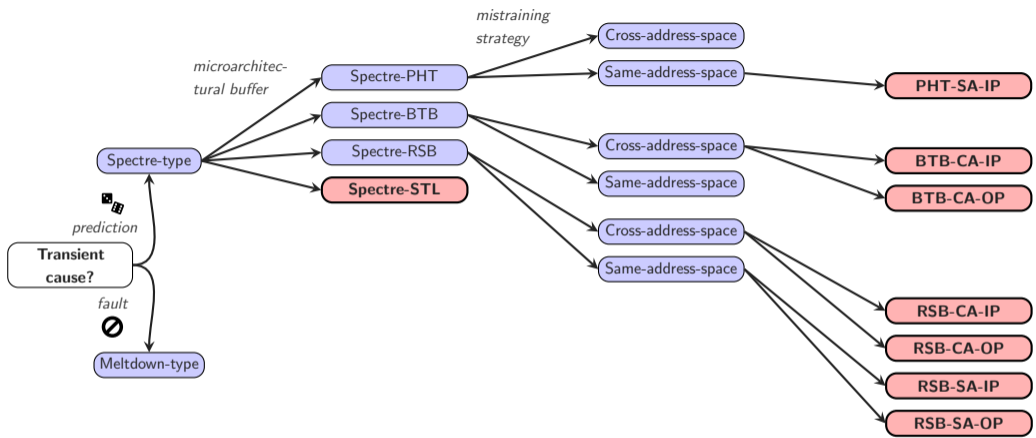 mistraining
strategy
Cross-address-space
microarchitec-
tural buffer
Spectre-PHT
Same-address-space
PHT-SA-IP
Spectre-BTB
Cross-address-space
Spectre-type
Spectre-RSB
BTB-CA-IP
Spectre-STL
Same-address-space
BTB-CA-OP
prediction
Cross-address-space
Transient
cause?
Same-address-space
fault
RSB-CA-IP
RSB-CA-OP
Meltdown-type
RSB-SA-IP
RSB-SA-OP